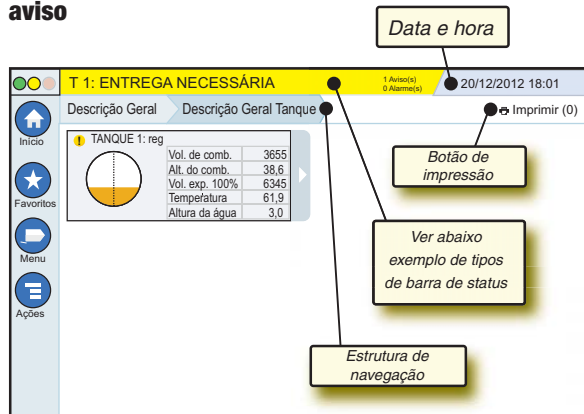 aviso
Data e hora
T 1: ENTREGA NECESSÁRIA
1 Aviso(s)
0 Alarme(s)
20/12/2012 18:01
Descrição Geral
Descrição Geral Tanque
Imprimir (0)
Início
Favoritos
Menu
Ações
! TANQUE 1: reg
Vol. de comb. 3655
Alt. do comb. 38,6
Vol. exp. 100% 6345
Temperatura 61,9
Altura da água 3,0
Botão de
impressão
Ver abaixo
exemplo de tipos
de barra de status
Estrutura de
navegação